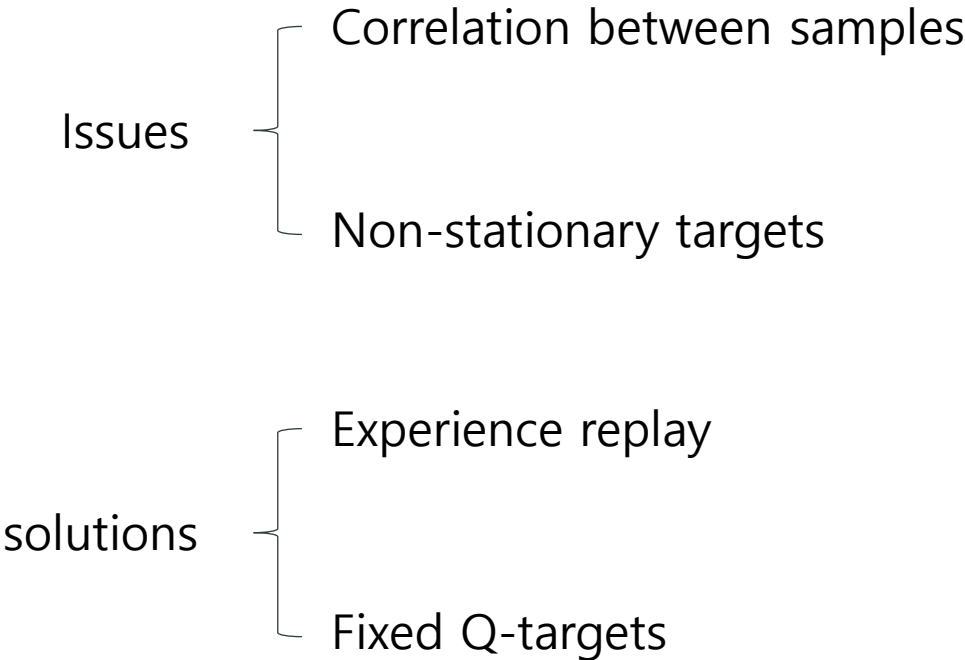 Correlation between samples
Issues
Non-stationary targets
Experience replay
solutions
Fixed Q-targets